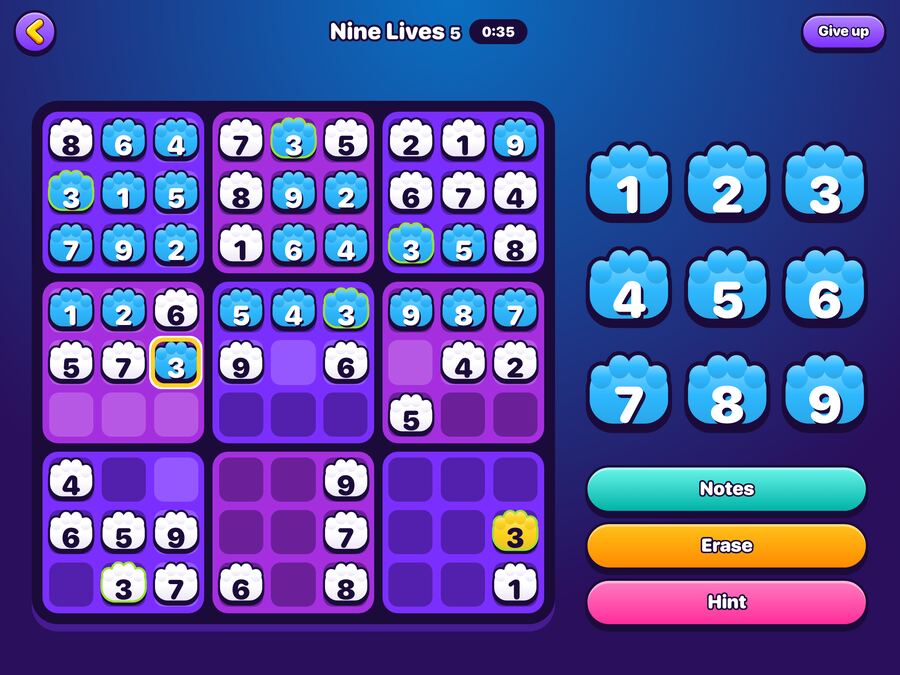 Nine Lives 5 0:35 Give up
8 6 4 7 3 5 2 1 9
3 1 5 8 9 2 6 7 4
7 9 2 1 6 4 3 5 8
1 2 6 5 4 3 9 8 7
5 7 3 9 6 4 2
5
4 9
6 5 9 7 3
3 7 6 8 1
1 2 3
4 5 6
7 8 9
Notes
Erase
Hint